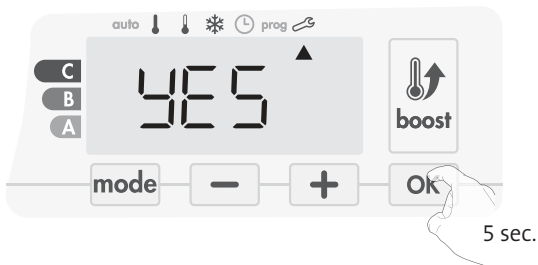 auto prog
C
B
A
YES
boost
mode - + OK
5 sec.